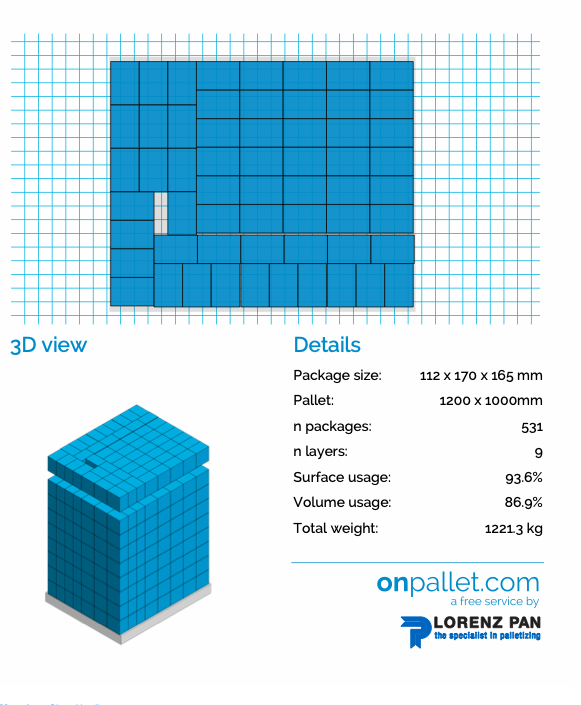 3D view
Details
Package size: 112 x 170 x 165 mm
Pallet: 1200 x 1000mm
n packages: 531
n layers: 9
Surface usage: 93.6%
Volume usage: 86.9%
Total weight: 1221.3 kg
onpallet.com
a free service by
LORENZ PAN
the specialist in palletizing